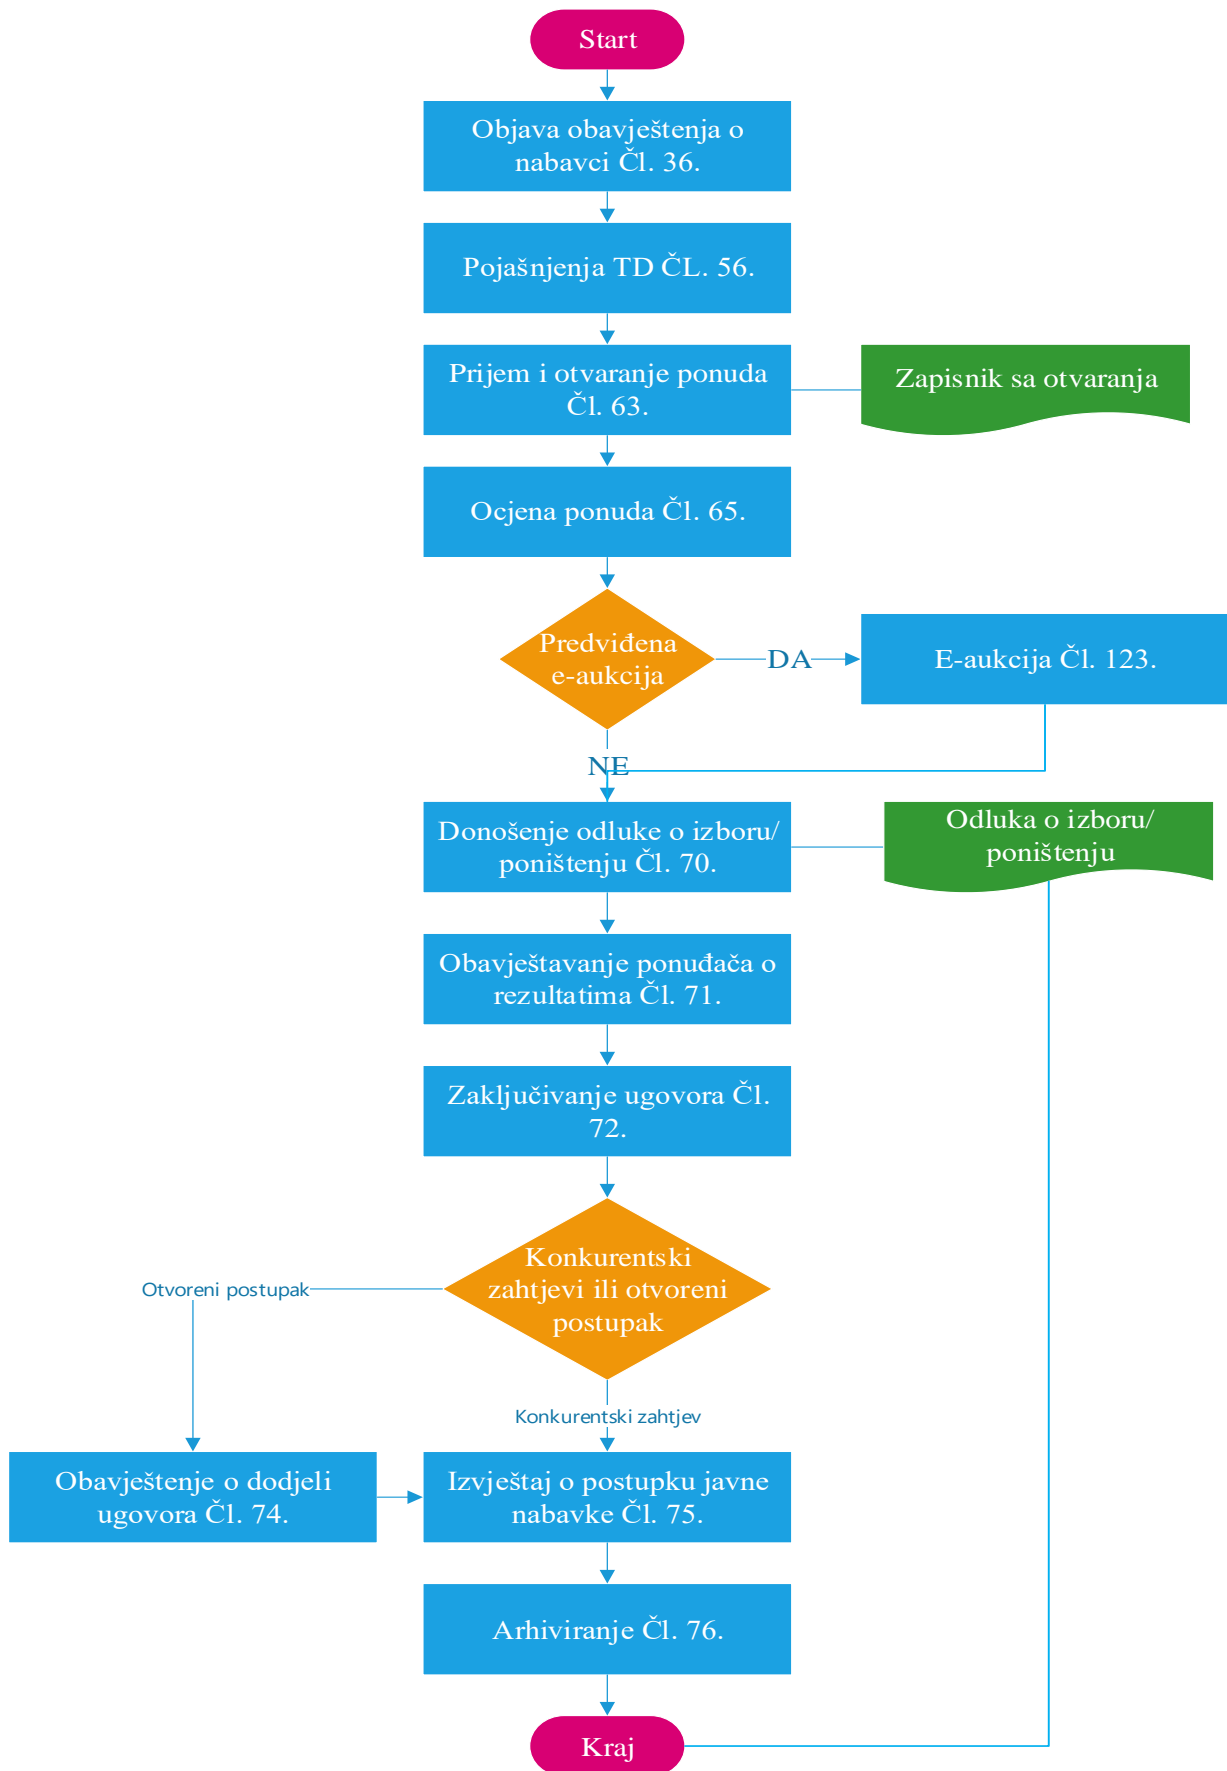 Start
Objava obavještenja o
nabavci Čl. 36.
Pojašnjenja TD ČL. 56.
Prijem i otvaranje ponuda
Čl. 63.
Zapisnik sa otvaranja
Ocjena ponuda Čl. 65.
Predviđena
e-aukcija
DA
E-aukcija Čl. 123.
NE
Donošenje odluke o izboru/
poništenju Čl. 70.
Odluka o izboru/
poništenju
Obavještavanje ponuđača o
rezultatima Čl. 71.
Zaključivanje ugovora Čl.
72.
Konkurentski
zahtjevi ili otvoreni
postupak
Otvoreni postupak
Konkurentski zahtjev
Obavještenje o dodjeli
ugovora Čl. 74.
Izvještaj o postupku javne
nabavke Čl. 75.
Arhiviranje Čl. 76.
Kraj